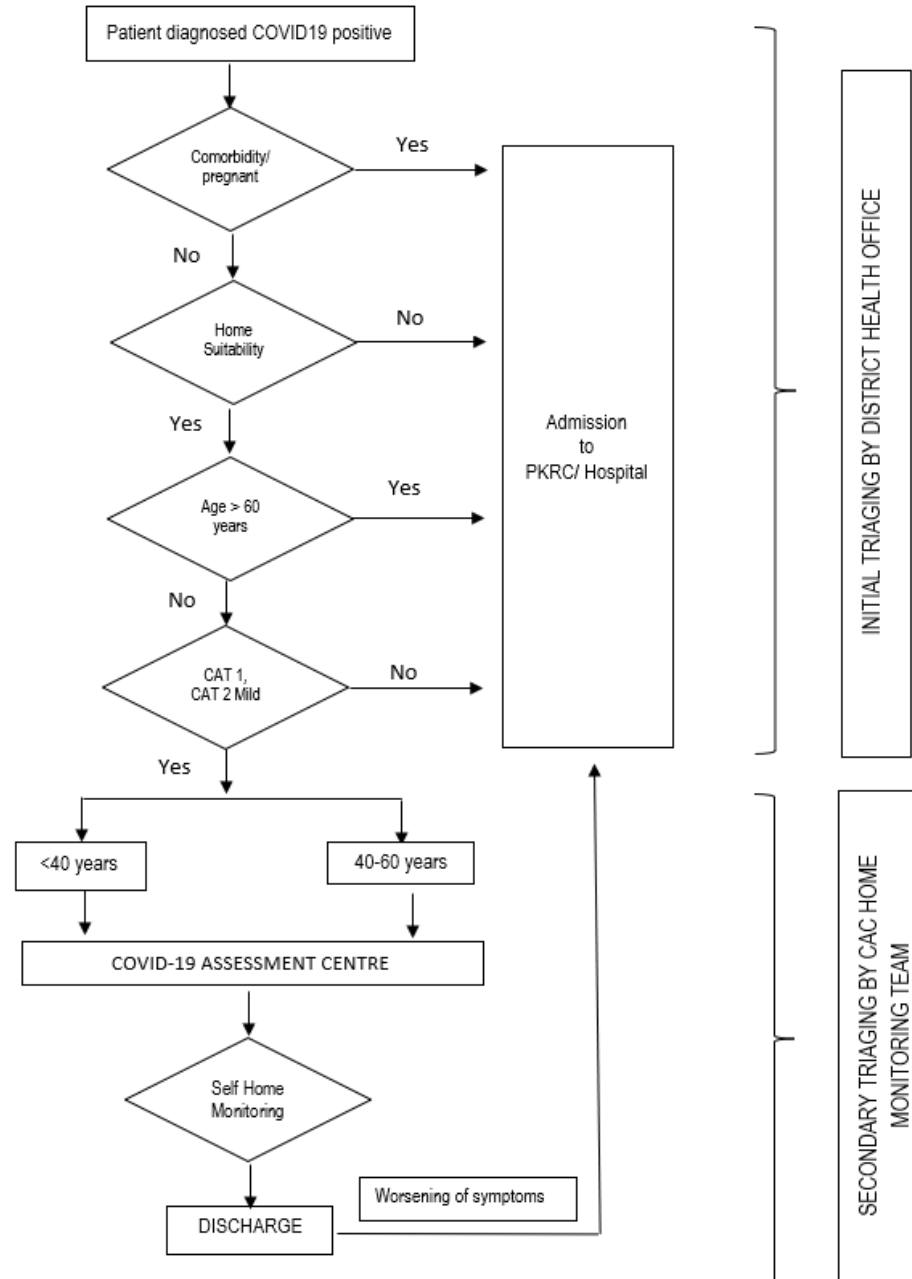 Patient diagnosed COVID19 positive
Comorbidity/
pregnant
Yes
No
Home
Suitability
No
Yes
Age > 60
years
Yes
No
CAT 1,
CAT 2 Mild
No
Yes
Admission
to
PKRC/ Hospital
INITIAL TRIAGING BY DISTRICT HEALTH OFFICE
<40 years
40-60 years
COVID-19 ASSESSMENT CENTRE
Self Home
Monitoring
Worsening of symptoms
DISCHARGE
SECONDARY TRIAGING BY CAC HOME
MONITORING TEAM